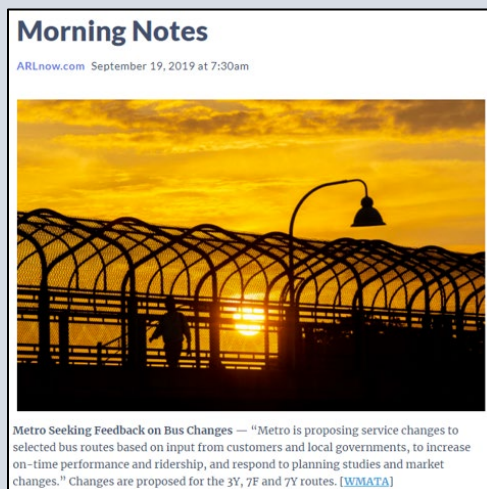 Morning Notes
ARLnow.com September 19, 2019 at 7:30am
Metro Seeking Feedback on Bus Changes — “Metro is proposing service changes to
selected bus routes based on input from customers and local governments, to increase
on-time performance and ridership, and respond to planning studies and market
changes.” Changes are proposed for the 3Y, 7F and 7Y routes. [WMATA]